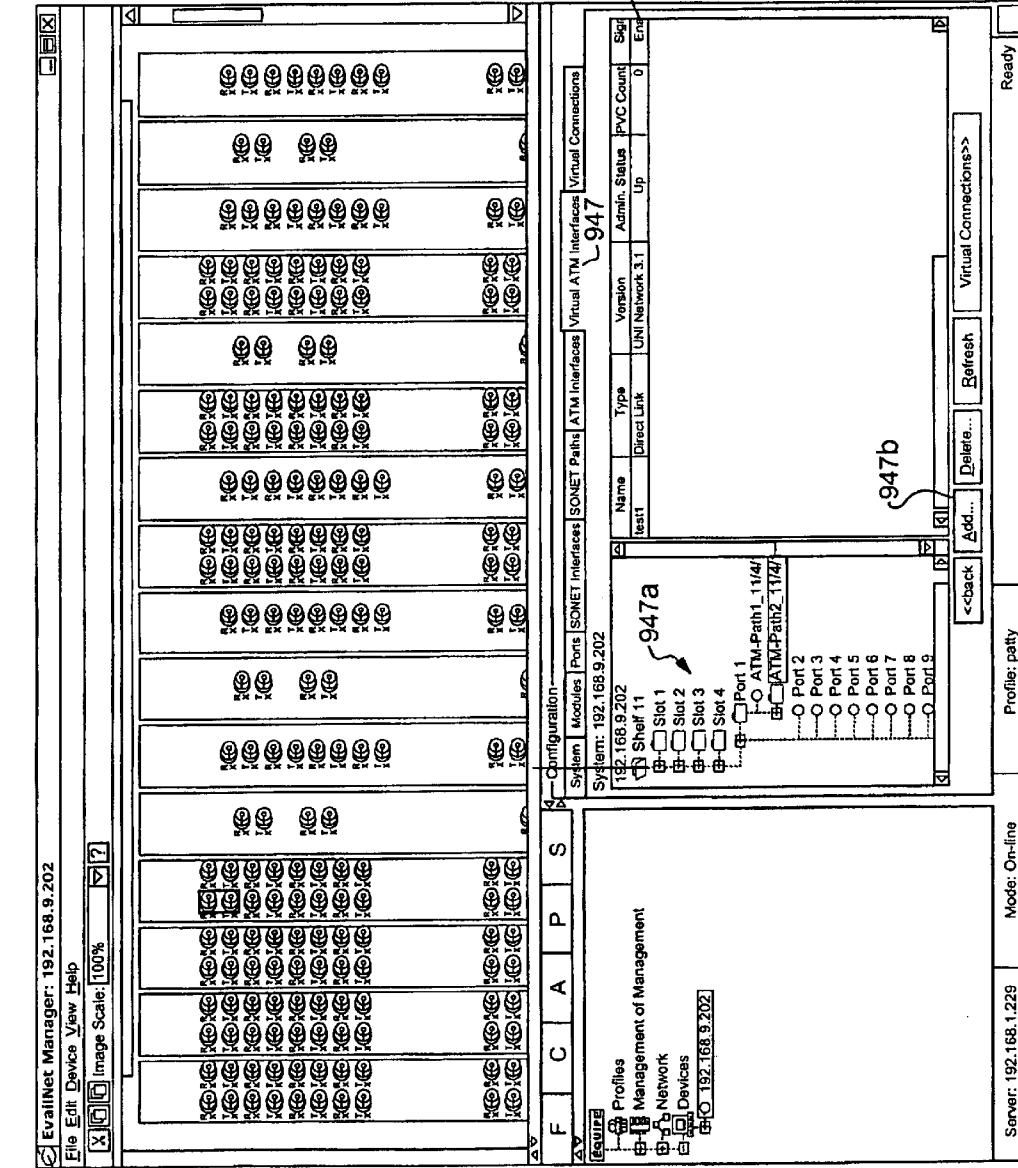 EvailNet Manager: 192.168.9.202
File Edit Device View Help
Image Scale: 100% ?
F C A P S
EQUIPE
Profiles
Management of Management
Network
Devices
192.168.9.202
Configuration
System Modules Ports SONET Interfaces SONET Paths ATM Interfaces Virtual ATM Interfaces Virtual Connections
947
System: 192.168.9.202
192.168.9.202
Shelf 11
Slot 1
Slot 2
Slot 3
Slot 4
Port 1
ATM-Path1_11/4/
ATM-Path2_11/4/
Port 2
Port 3
Port 4
Port 5
Port 6
Port 7
Port 8
Port 9
947a
Name Type Version Admin. Status PVC Count Sign
test1 Direct Link UNI Network 3.1 Up 0 Ena
947b
<<back Add... Delete... Refresh Virtual Connections>>
Server: 192.168.1.229 Mode: On-line Profile: patty Ready